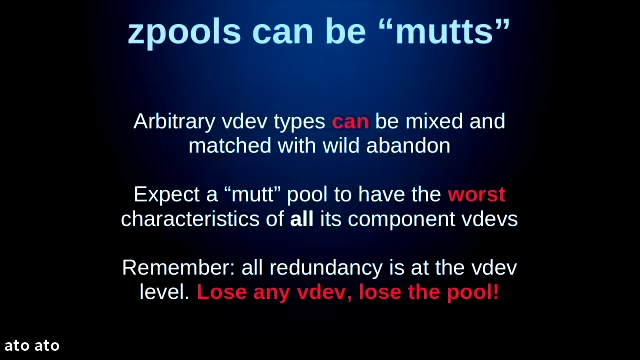 zpools can be “mutts”
Arbitrary vdev types can be mixed and
matched with wild abandon
Expect a “mutt” pool to have the worst
characteristics of all its component vdevs
Remember: all redundancy is at the vdev
level. Lose any vdev, lose the pool!
ato ato